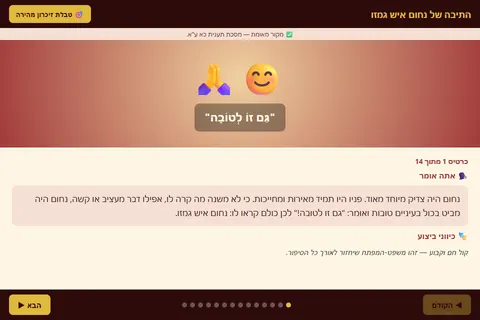 התיבה של נחום איש גמזו
🎯 טבלת זיכרון מהירה
✅ מקור מאומת — מסכת תענית כא ע"א.
"גַּם זוֹ לְטוֹבָה"
כרטיס 1 מתוך 14
🗣️ אתה אומר
נחום היה צדיק מיוחד מאוד. פניו היו תמיד מאירות ומחייכות. כי לא משנה מה קרה לו, אפילו דבר מעציב או קשה, נחום היה
מביט בכול בעיניים טובות ואומר: "גם זו לטובה!" לכן כולם קראו לו: נחום איש גמזו.
🎭 כיווני ביצוע
קול חם וקבוע — זהו משפט-המפתח שיחזור לאורך כל הסיפור.
◀ הקודם
הבא ▶